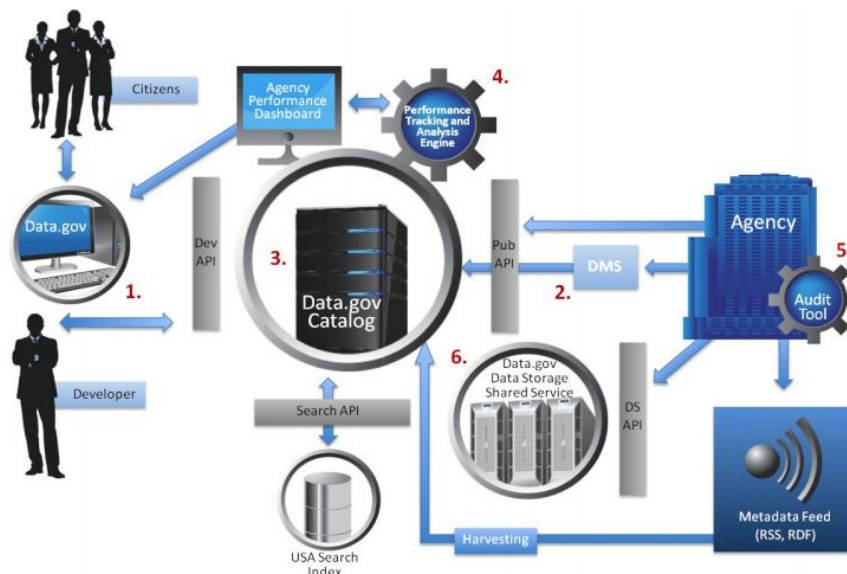 Citizens
Agency
Performance
Dashboard
4.
Performance
Tracking and
Analysis
Engine
Data.gov
1.
Dev
API
3.
Data.gov
Catalog
Pub
API
2.
DMS
Agency
5.
Audit
Tool
Developer
Search API
USA Search
Index
6.
Data.gov
Data Storage
Shared Service
DS
API
Harvesting
Metadata Feed
(RSS, RDF)